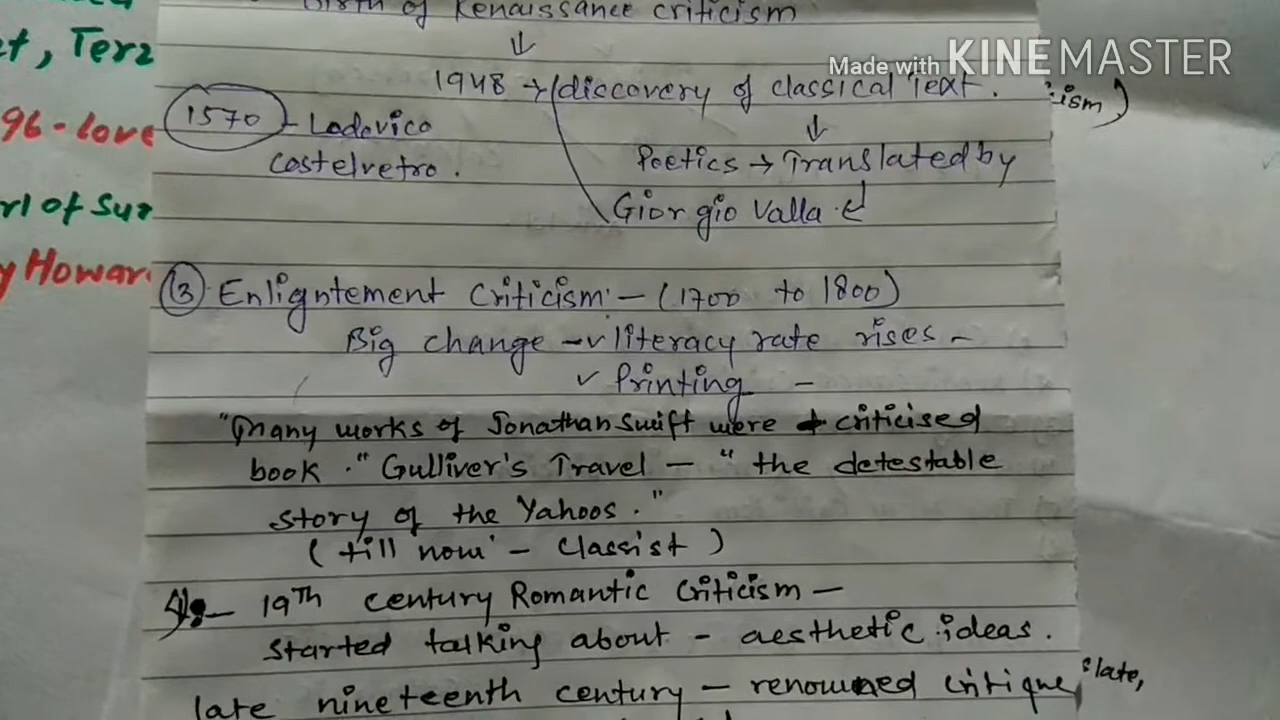 Birth of Renaissance criticism
Made with KINEMASTER
1948 → (discovery of classical Text.
1570 - Lodovico
Castelvetro.
Poetics → Translated by
Giorgio Valla.
et, Terz
96 - love
rl of Sur
y Howar
ism)
③ Enligntement Criticism - (1700 to 1800)
Big change - ✓ literacy rate rises -
✓ Printing -
"Many works of Jonathan Swift were criticised
book." Gulliver's Travel - "the detestable
story of the Yahoos."
(till now - Classist)
4) - 19th century Romantic Criticism -
started talking about - aesthetic ideas.
late nineteenth century - renowned critique
late,